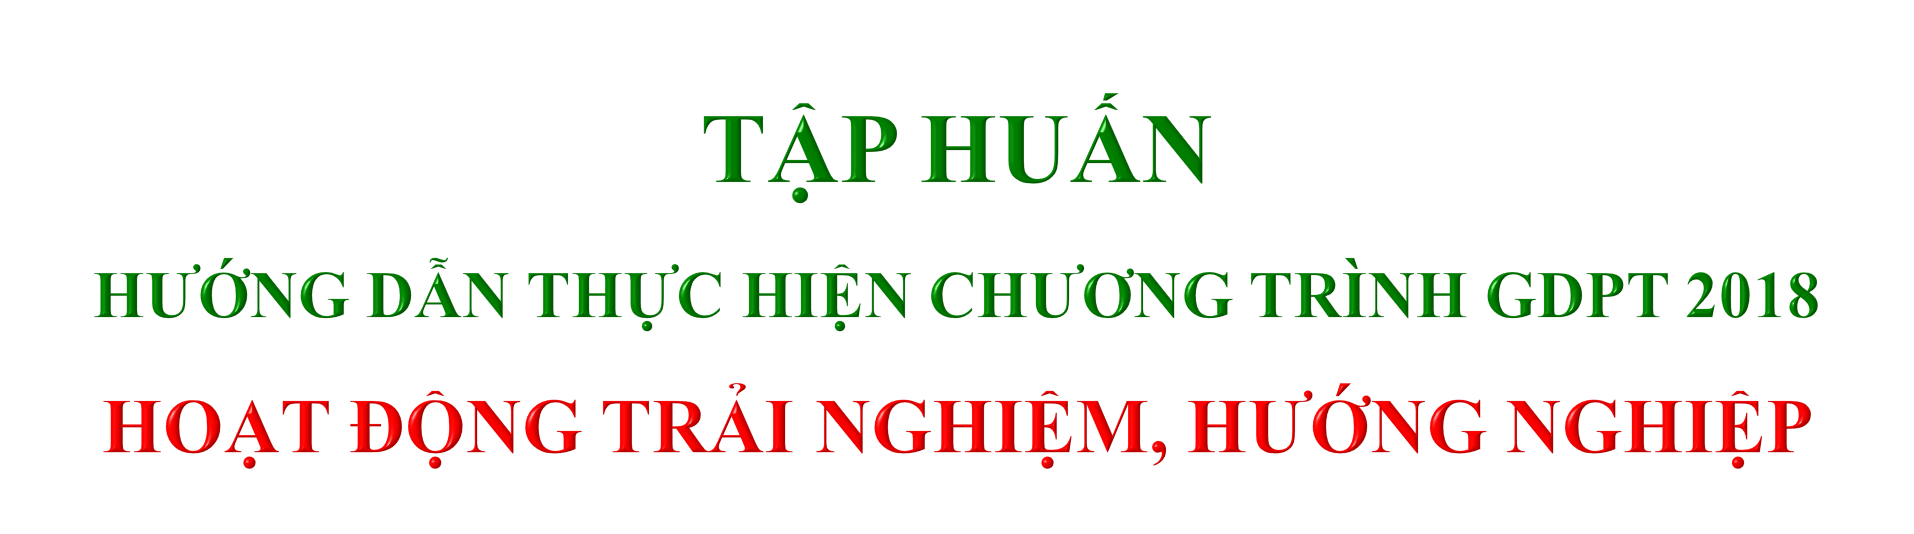 TẬP HUẤN
HƯỚNG DẪN THỰC HIỆN CHƯƠNG TRÌNH GDPT 2018
HOẠT ĐỘNG TRẢI NGHIỆM, HƯỚNG NGHIỆP